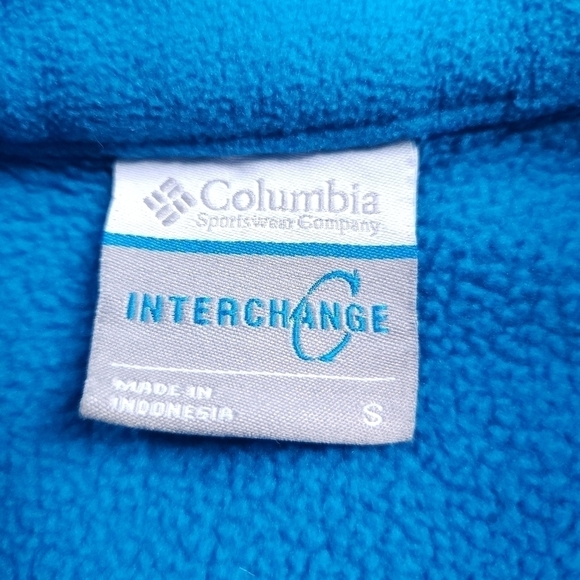 Columbia
Sportswear Company
INTERCHANGE
MADE IN
INDONESIA
S